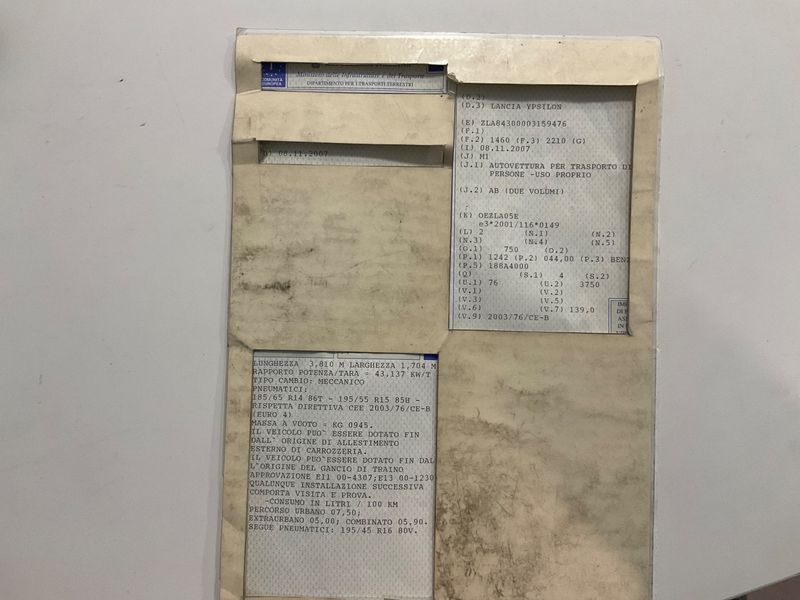 COMUNITÀ
EUROPEA
Ministero delle Infrastrutture e dei Trasporti
DIPARTIMENTO PER I TRASPORTI TERRESTRI
08.11.2007
(D.2)
(D.3) LANCIA YPSILON
(E) ZLA84300003159476
(F.1)
(F.2) 1460 (F.3) 2210 (G)
(I) 08.11.2007
(J) M1
(J.1) AUTOVETTURA PER TRASPORTO DI
PERSONE -USO PROPRIO
(J.2) AB (DUE VOLUMI)
(K) OEZLA05E
e3*2001/116*0149
(L) 2 (N.1) (N.2)
(N.3) (N.4) (N.5)
(O.1) 750 (O.2)
(P.1) 1242 (P.2) 044,00 (P.3) BENZ
(P.5) 188A4000
(Q) (S.1) 4 (S.2)
(U.1) 76 (U.2) 3750
(V.1) (V.2)
(V.3) (V.5)
(V.6) (V.7) 139,0
(V.9) 2003/76/CE-B
LUNGHEZZA 3,810 M LARGHEZZA 1,704 M
RAPPORTO POTENZA/TARA = 43,137 KW/T
TIPO CAMBIO: MECCANICO
PNEUMATICI:
185/65 R14 86T - 195/55 R15 85H -
RISPETTA DIRETTIVA CEE 2003/76/CE-B
(EURO 4)
MASSA A VUOTO = KG 0945.
IL VEICOLO PUO` ESSERE DOTATO FIN
DALL` ORIGINE DI ALLESTIMENTO
ESTERNO DI CARROZZERIA.
IL VEICOLO PUO`ESSERE DOTATO FIN DAL
L`ORIGINE DEL GANCIO DI TRAINO
APPROVAZIONE E11 00-4307;E13 00-1230
QUALUNQUE INSTALLAZIONE SUCCESSIVA
COMPORTA VISITA E PROVA.
-CONSUMO IN LITRI / 100 KM
PERCORSO URBANO 07,50;
EXTRAURBANO 05,00; COMBINATO 05,90.
SEGUE PNEUMATICI: 195/45 R16 80V.